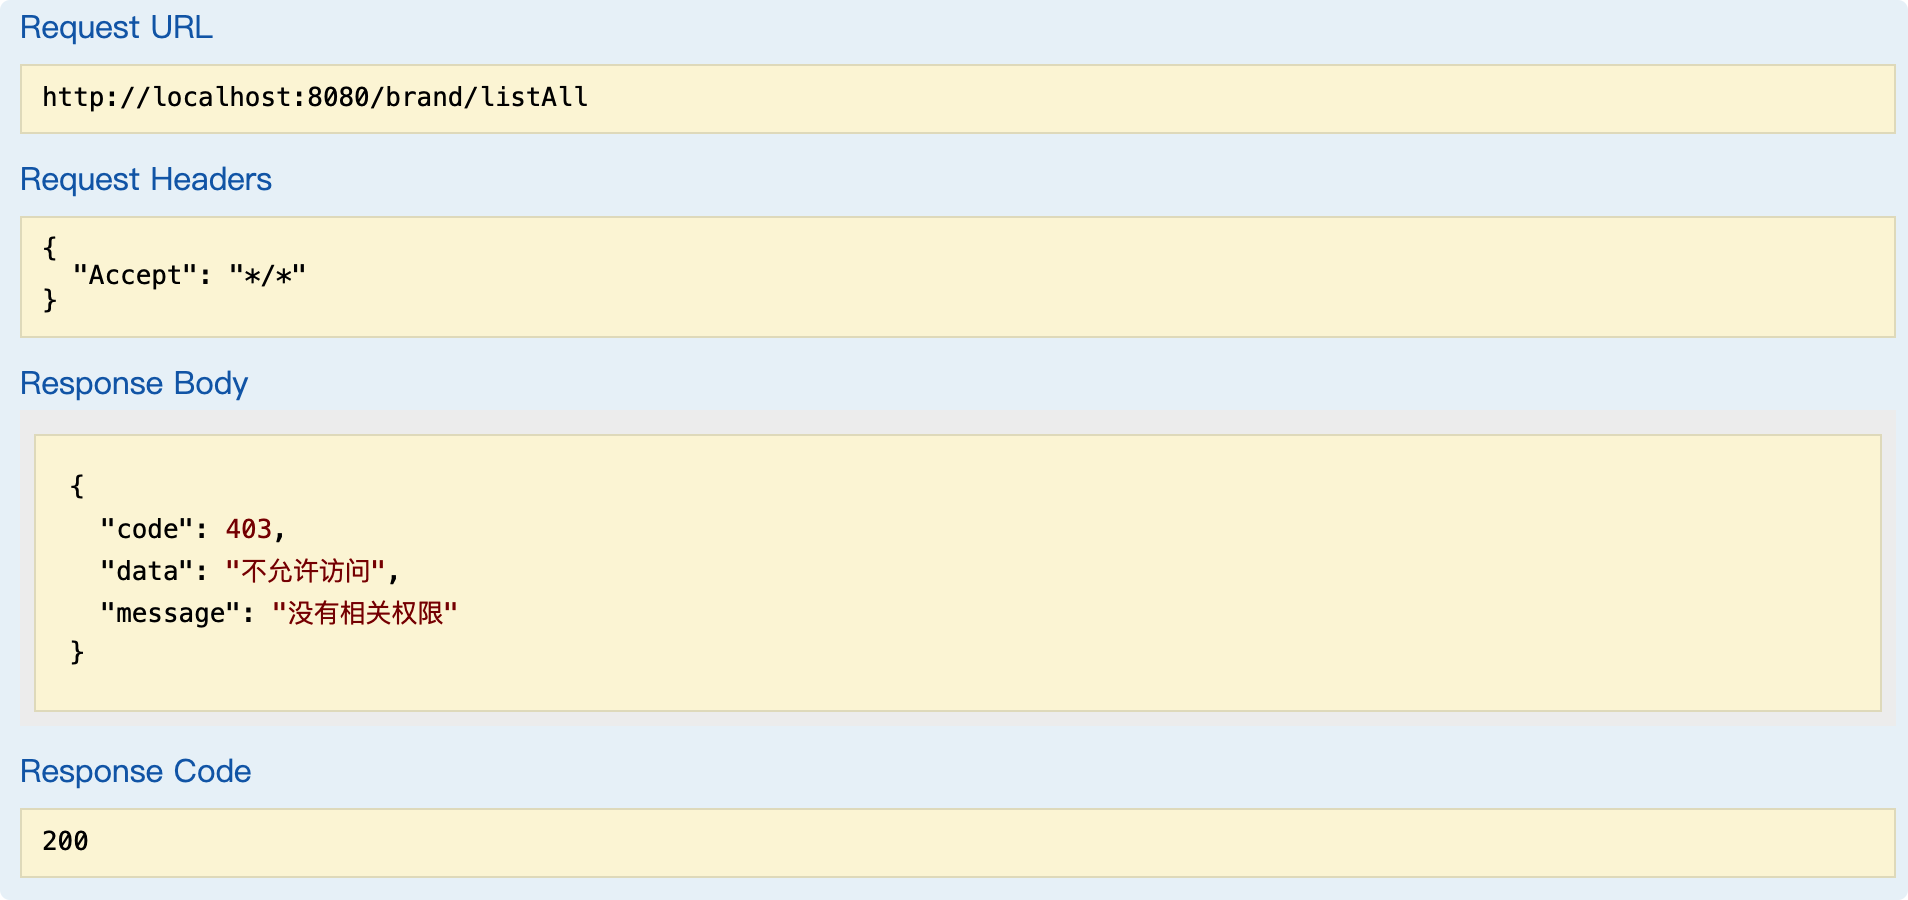 Request URL
http://localhost:8080/brand/listAll
Request Headers
{
  "Accept": "*/*"
}
Response Body
{
  "code": 403,
  "data": "不允许访问",
  "message": "没有相关权限"
}
Response Code
200